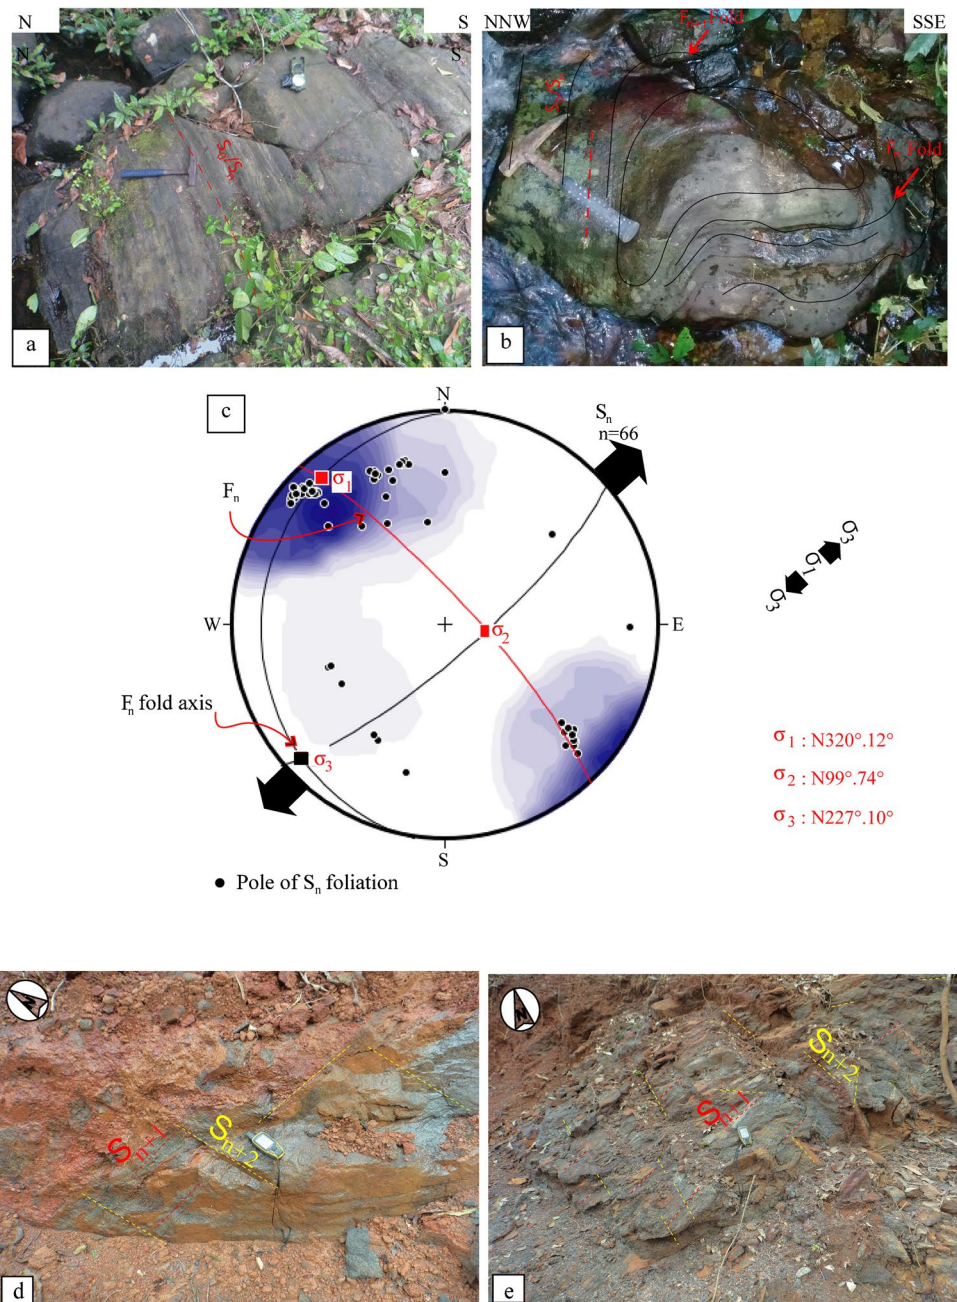 N
S
N
S
S₀/Sₙ
a
NNW
SSE
Fₙ₊₁ Fold
S₀/Sₙ
Fₙ Fold
b
c
N
Sₙ
n=66
σ₁
Fₙ
σ₃
σ₁
σ₃
W
E
σ₂
Fₙ fold axis
σ₃
S
σ₁ : N320°.12°
σ₂ : N99°.74°
σ₃ : N227°.10°
Pole of Sₙ foliation
N
Sₙ₊₁
Sₙ₊₂
d
N
Sₙ₊₂
Sₙ₊₁
e